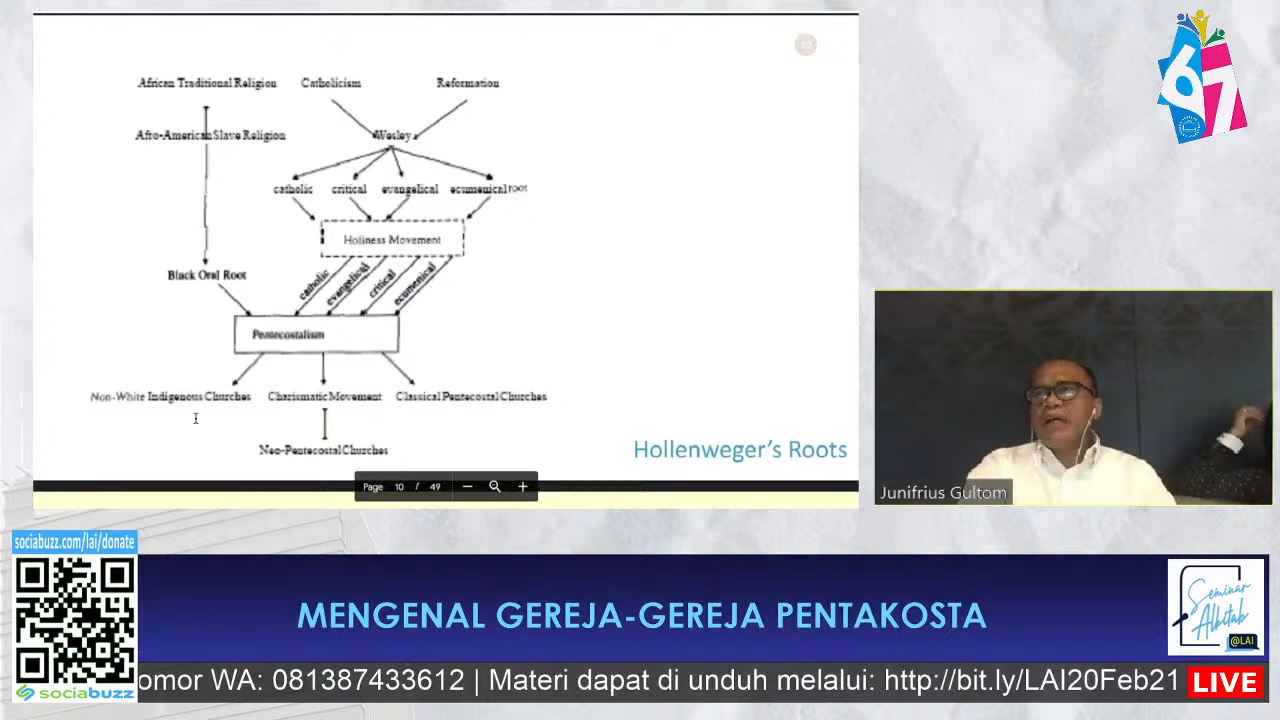 10
African Traditional Religion Catholicism Reformation
Afro-American Slave Religion Wesley
catholic critical evangelical ecumenical root
Holiness Movement
Black Oral Root
catholic evangelical critical ecumenical
Pentecostalism
Non-White Indigenous Churches Charismatic Movement Classical Pentecostal Churches
Neo-Pentecostal Churches
Hollenweger's Roots
Page 10 / 49
67
Junifrius Gultom
sociabuzz.com/lai/donate
sociabuzz
MENGENAL GEREJA-GEREJA PENTAKOSTA
Seminar
Alkitab
@LAI
omor WA: 081387433612 | Materi dapat di unduh melalui: http://bit.ly/LAI20Feb21
LIVE